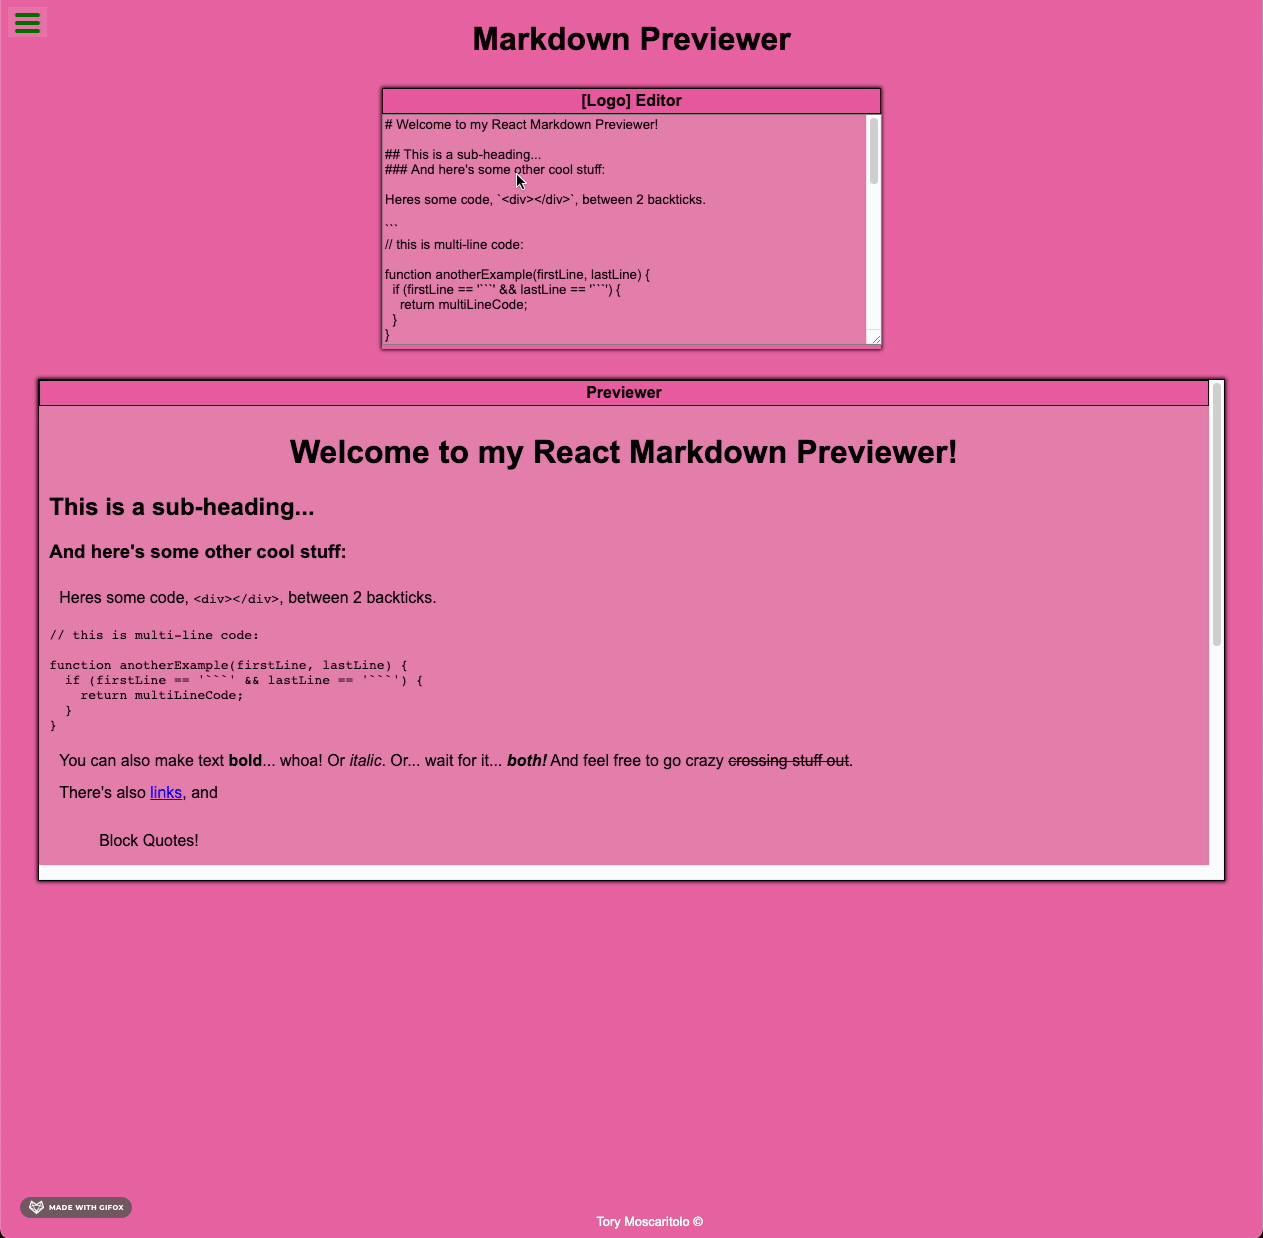 Markdown Previewer
[Logo] Editor
# Welcome to my React Markdown Previewer!
## This is a sub-heading...
### And here's some other cool stuff:
Heres some code, `<div></div>`, between 2 backticks.
```
// this is multi-line code:
function anotherExample(firstLine, lastLine) {
  if (firstLine == '```' && lastLine == '```') {
    return multiLineCode;
  }
}
Previewer
Welcome to my React Markdown Previewer!
This is a sub-heading...
And here's some other cool stuff:
Heres some code, <div></div>, between 2 backticks.
// this is multi-line code:
function anotherExample(firstLine, lastLine) {
  if (firstLine == '```' && lastLine == '```') {
    return multiLineCode;
  }
}
You can also make text bold... whoa! Or italic. Or... wait for it... both! And feel free to go crazy crossing stuff out.
There's also links, and
Block Quotes!
MADE WITH GIFOX
Tory Moscaritolo ©